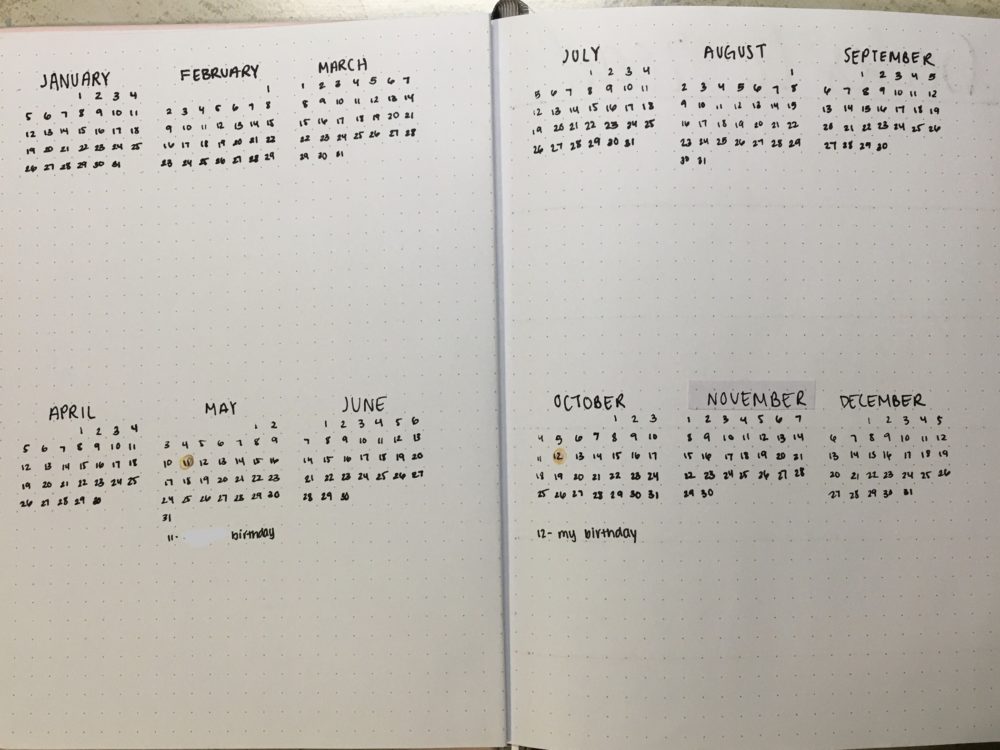 JANUARY
1 2 3 4
5 6 7 8 9 10 11
12 13 14 15 16 17 18
19 20 21 22 23 24 25
26 27 28 29 30 31
FEBRUARY
1
2 3 4 5 6 7 8
9 10 11 12 13 14 15
16 17 18 19 20 21 22
23 24 25 26 27 28 29
MARCH
1 2 3 4 5 6 7
8 9 10 11 12 13 14
15 16 17 18 19 20 21
22 23 24 25 26 27 28
29 30 31
APRIL
1 2 3 4
5 6 7 8 9 10 11
12 13 14 15 16 17 18
19 20 21 22 23 24 25
26 27 28 29 30
MAY
1 2
3 4 5 6 7 8 9
10 11 12 13 14 15 16
17 18 19 20 21 22 23
24 25 26 27 28 29 30
31
11- birthday
JUNE
1 2 3 4 5 6
7 8 9 10 11 12 13
14 15 16 17 18 19 20
21 22 23 24 25 26 27
28 29 30
JULY
1 2 3 4
5 6 7 8 9 10 11
12 13 14 15 16 17 18
19 20 21 22 23 24 25
26 27 28 29 30 31
AUGUST
1
2 3 4 5 6 7 8
9 10 11 12 13 14 15
16 17 18 19 20 21 22
23 24 25 26 27 28 29
30 31
SEPTEMBER
1 2 3 4 5
6 7 8 9 10 11 12
13 14 15 16 17 18 19
20 21 22 23 24 25 26
27 28 29 30
OCTOBER
1 2 3
4 5 6 7 8 9 10
11 12 13 14 15 16 17
18 19 20 21 22 23 24
25 26 27 28 29 30 31
12- my birthday
NOVEMBER
1 2 3 4 5 6 7
8 9 10 11 12 13 14
15 16 17 18 19 20 21
22 23 24 25 26 27 28
29 30
DECEMBER
1 2 3 4 5
6 7 8 9 10 11 12
13 14 15 16 17 18 19
20 21 22 23 24 25 26
27 28 29 30 31